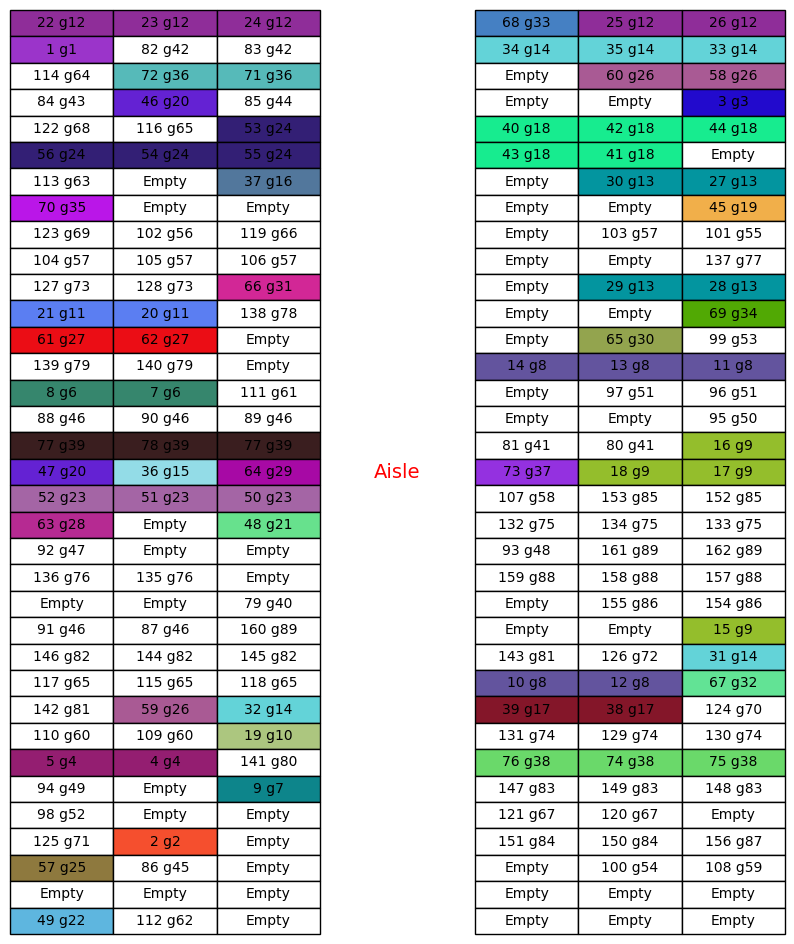 22 g12 23 g12 24 g12 68 g33 25 g12 26 g12
1 g1 82 g42 83 g42 34 g14 35 g14 33 g14
114 g64 72 g36 71 g36 Empty 60 g26 58 g26
84 g43 46 g20 85 g44 Empty Empty 3 g3
122 g68 116 g65 53 g24 40 g18 42 g18 44 g18
56 g24 54 g24 55 g24 43 g18 41 g18 Empty
113 g63 Empty 37 g16 Empty 30 g13 27 g13
70 g35 Empty Empty Empty Empty 45 g19
123 g69 102 g56 119 g66 Empty 103 g57 101 g55
104 g57 105 g57 106 g57 Empty Empty 137 g77
127 g73 128 g73 66 g31 Empty 29 g13 28 g13
21 g11 20 g11 138 g78 Empty Empty 69 g34
61 g27 62 g27 Empty Empty 65 g30 99 g53
139 g79 140 g79 Empty 14 g8 13 g8 11 g8
8 g6 7 g6 111 g61 Empty 97 g51 96 g51
88 g46 90 g46 89 g46 Empty Empty 95 g50
77 g39 78 g39 77 g39 81 g41 80 g41 16 g9
47 g20 36 g15 64 g29 Aisle 73 g37 18 g9 17 g9
52 g23 51 g23 50 g23 107 g58 153 g85 152 g85
63 g28 Empty 48 g21 132 g75 134 g75 133 g75
92 g47 Empty Empty 93 g48 161 g89 162 g89
136 g76 135 g76 Empty 159 g88 158 g88 157 g88
Empty Empty 79 g40 Empty 155 g86 154 g86
91 g46 87 g46 160 g89 Empty Empty 15 g9
146 g82 144 g82 145 g82 143 g81 126 g72 31 g14
117 g65 115 g65 118 g65 10 g8 12 g8 67 g32
142 g81 59 g26 32 g14 39 g17 38 g17 124 g70
110 g60 109 g60 19 g10 131 g74 129 g74 130 g74
5 g4 4 g4 141 g80 76 g38 74 g38 75 g38
94 g49 Empty 9 g7 147 g83 149 g83 148 g83
98 g52 Empty Empty 121 g67 120 g67 Empty
125 g71 2 g2 Empty 151 g84 150 g84 156 g87
57 g25 86 g45 Empty Empty 100 g54 108 g59
Empty Empty Empty Empty Empty Empty
49 g22 112 g62 Empty Empty Empty Empty